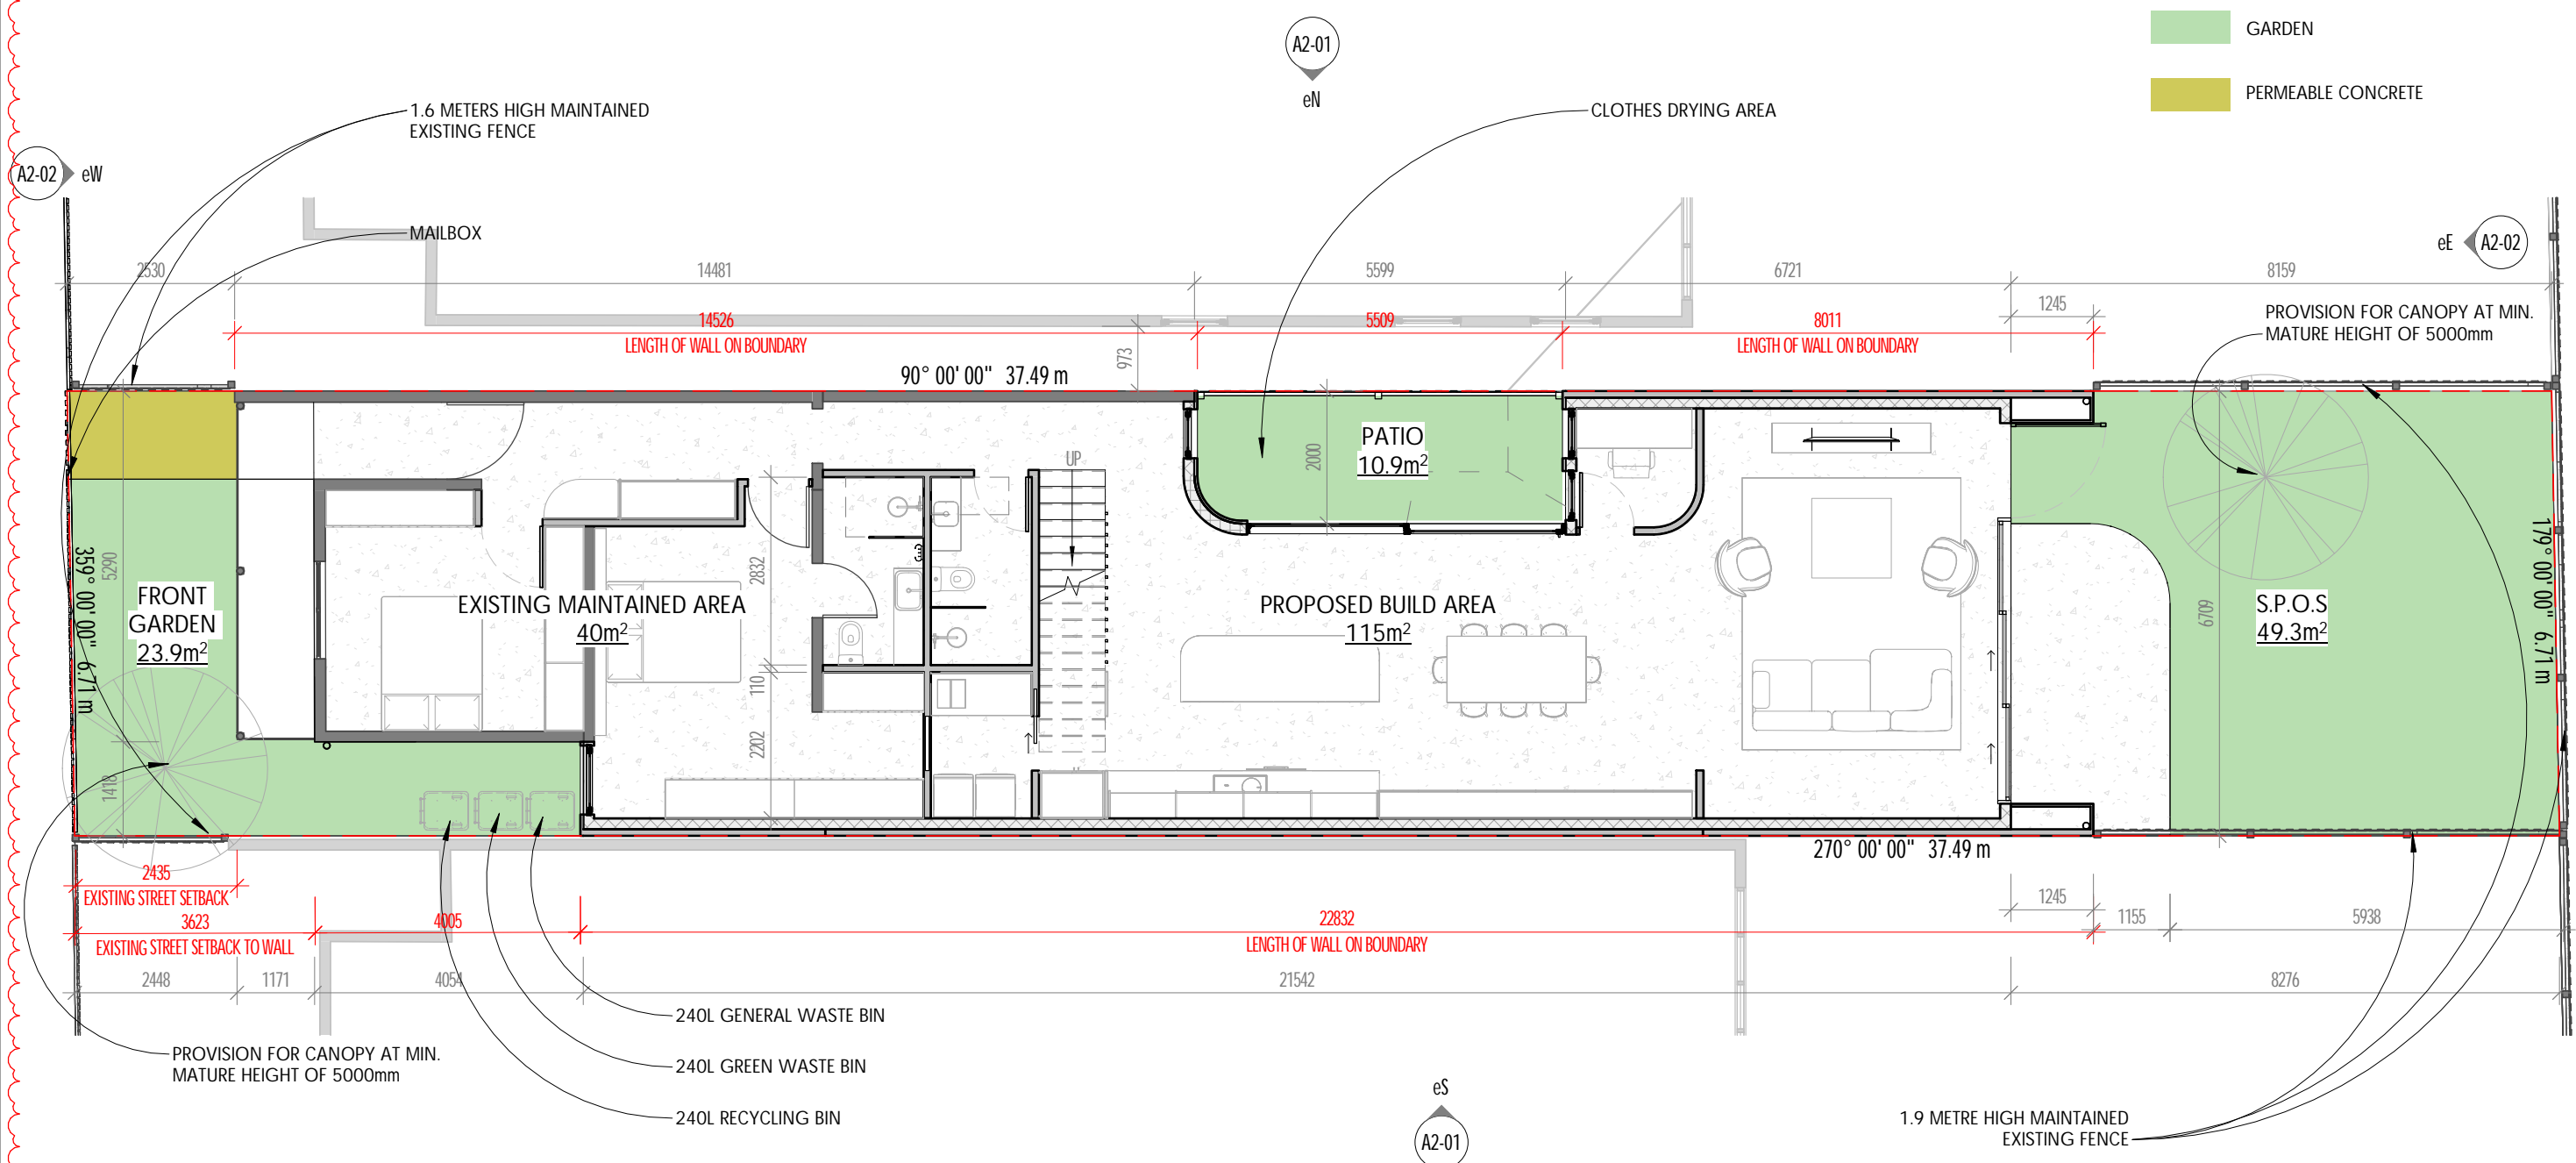 GARDEN
PERMEABLE CONCRETE
A2-01
eN
1.6 METERS HIGH MAINTAINED
EXISTING FENCE
CLOTHES DRYING AREA
A2-02
eW
MAILBOX
eE
A2-02
2530
14481
5599
6721
8159
1245
PROVISION FOR CANOPY AT MIN.
MATURE HEIGHT OF 5000mm
14526
LENGTH OF WALL ON BOUNDARY
5509
8011
LENGTH OF WALL ON BOUNDARY
973
90° 00' 00" 37.49 m
PATIO
10.9m²
2000
UP
5290
359° 00' 00" 6.71 m
FRONT
GARDEN
23.9m²
EXISTING MAINTAINED AREA
40m²
2832
110
2202
PROPOSED BUILD AREA
115m²
S.P.O.S
49.3m²
6709
179° 00' 00" 6.71 m
1418
270° 00' 00" 37.49 m
2435
EXISTING STREET SETBACK
3623
EXISTING STREET SETBACK TO WALL
4005
22832
LENGTH OF WALL ON BOUNDARY
1245
1155
5938
2448
1171
4054
21542
8276
240L GENERAL WASTE BIN
240L GREEN WASTE BIN
240L RECYCLING BIN
PROVISION FOR CANOPY AT MIN.
MATURE HEIGHT OF 5000mm
eS
A2-01
1.9 METRE HIGH MAINTAINED
EXISTING FENCE